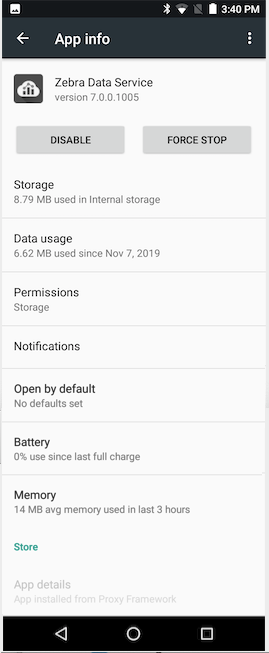 3:40 PM
App info
Zebra Data Service
version 7.0.0.1005
DISABLE
FORCE STOP
Storage
8.79 MB used in Internal storage
Data usage
6.62 MB used since Nov 7, 2019
Permissions
Storage
Notifications
Open by default
No defaults set
Battery
0% use since last full charge
Memory
14 MB avg memory used in last 3 hours
Store
App details
App installed from Proxy Framework